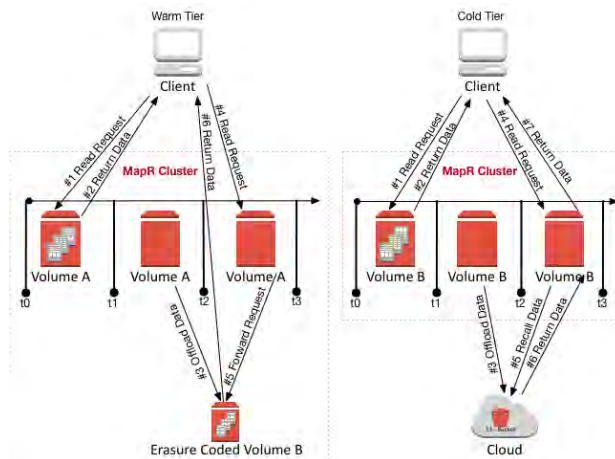 Warm Tier
Client
#1 Read Request
#2 Return Data
#6 Return Data
#4 Read Request
MapR Cluster
Volume A
Volume A
Volume A
t0
t1
t2
t3
#3 Offload Data
#5 Forward Request
Erasure Coded Volume B
Cold Tier
Client
#1 Read Request
#2 Return Data
#4 Read Request
#7 Return Data
MapR Cluster
Volume B
Volume B
Volume B
t0
t1
t2
t3
#3 Offload Data
#5 Recall Data
#6 Return Data
Cloud